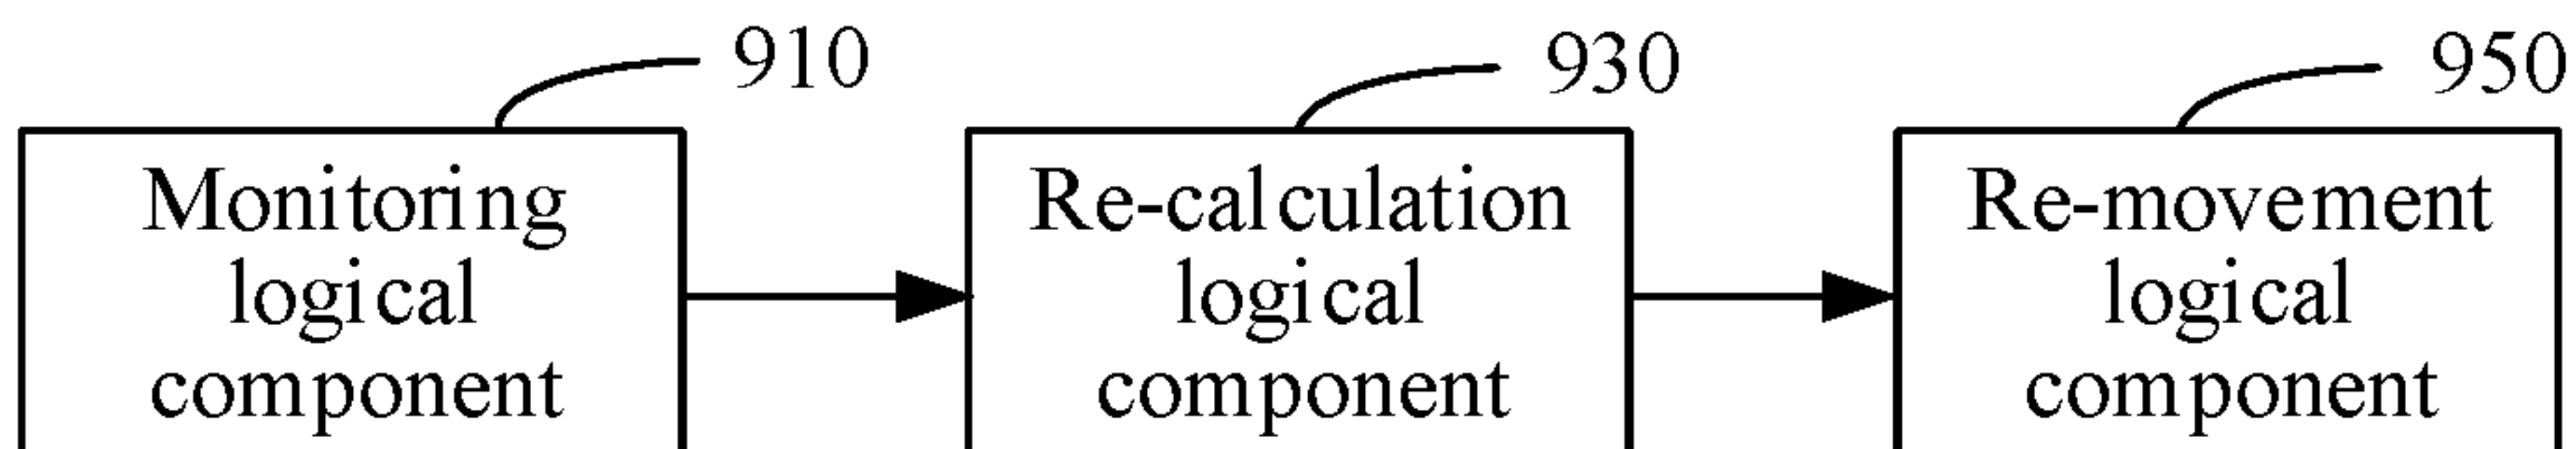 910
930
950
Monitoring
logical
component
Re-calculation
logical
component
Re-movement
logical
component